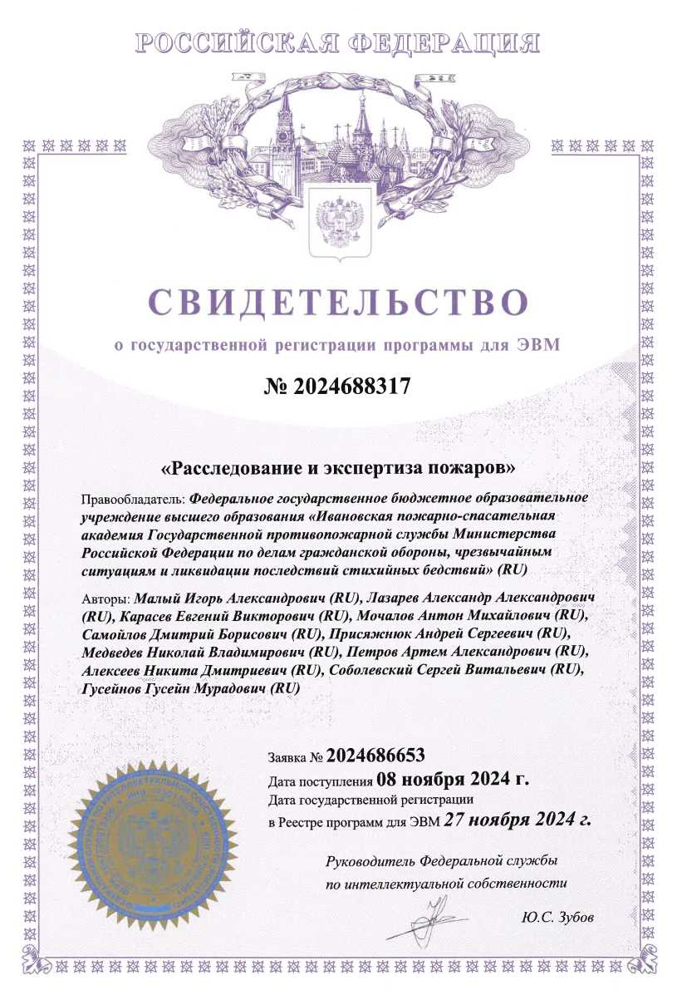 РОССИЙСКАЯ ФЕДЕРАЦИЯ
СВИДЕТЕЛЬСТВО
о государственной регистрации программы для ЭВМ
№ 2024688317
«Расследование и экспертиза пожаров»
Правообладатель: Федеральное государственное бюджетное образовательное
учреждение высшего образования «Ивановская пожарно-спасательная
академия Государственной противопожарной службы Министерства
Российской Федерации по делам гражданской обороны, чрезвычайным
ситуациям и ликвидации последствий стихийных бедствий» (RU)
Авторы: Малый Игорь Александрович (RU), Лазарев Александр Александрович
(RU), Карасев Евгений Викторович (RU), Мочалов Антон Михайлович (RU),
Самойлов Дмитрий Борисович (RU), Присяжнюк Андрей Сергеевич (RU),
Медведев Николай Владимирович (RU), Петров Артем Александрович (RU),
Алексеев Никита Дмитриевич (RU), Соболевский Сергей Витальевич (RU),
Гусейнов Гусейн Мурадович (RU)
Заявка № 2024686653
Дата поступления 08 ноября 2024 г.
Дата государственной регистрации
в Реестре программ для ЭВМ 27 ноября 2024 г.
Руководитель Федеральной службы
по интеллектуальной собственности
Ю.С. Зубов